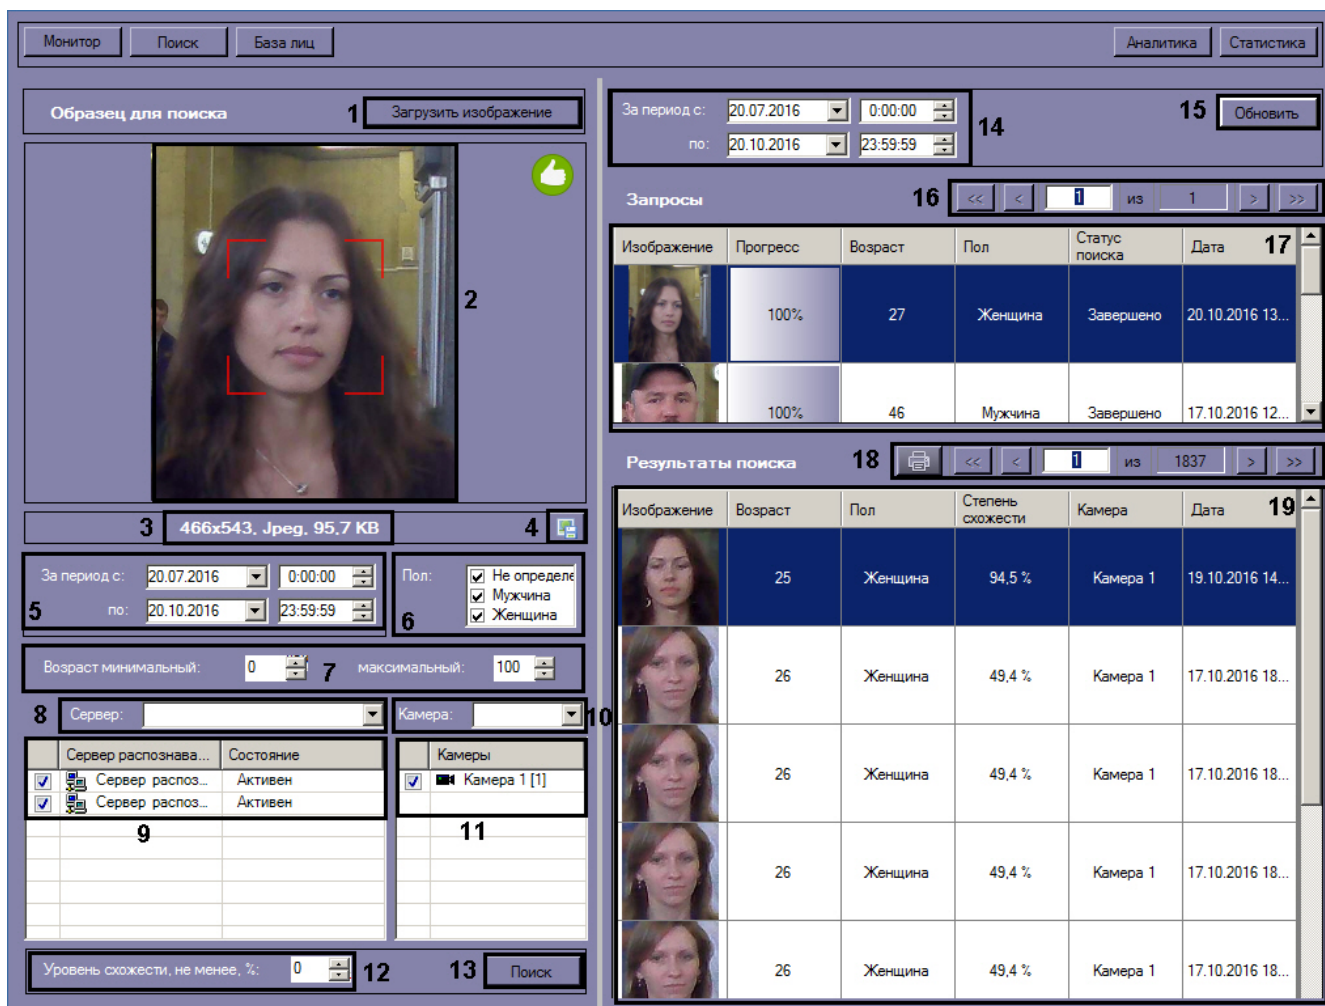 Монитор Поиск База лиц Аналитика Статистика
Образец для поиска 1 Загрузить изображение
2
3 466x543, Jpeg, 95,7 KB 4
За период с: 20.07.2016 0:00:00
5 по: 20.10.2016 23:59:59
Пол: Не определе
Мужчина
6 Женщина
Возраст минимальный: 0 7 максимальный: 100
8 Сервер: Камера: 10
Сервер распознава... Состояние
Сервер распоз... Активен
Сервер распоз... Активен
9
Камеры
Камера 1 [1]
11
Уровень схожести, не менее, %: 0 12 13 Поиск
За период с: 20.07.2016 0:00:00
по: 20.10.2016 23:59:59
14
15 Обновить
Запросы 16 << < 1 из 1 > >>
Изображение Прогресс Возраст Пол Статус поиска Дата 17
100% 27 Женщина Завершено 20.10.2016 13...
100% 46 Мужчина Завершено 17.10.2016 12...
Результаты поиска 18 << < 1 из 1837 > >>
Изображение Возраст Пол Степень схожести Камера Дата 19
25 Женщина 94,5 % Камера 1 19.10.2016 14...
26 Женщина 49,4 % Камера 1 17.10.2016 18...
26 Женщина 49,4 % Камера 1 17.10.2016 18...
26 Женщина 49,4 % Камера 1 17.10.2016 18...
26 Женщина 49,4 % Камера 1 17.10.2016 18...